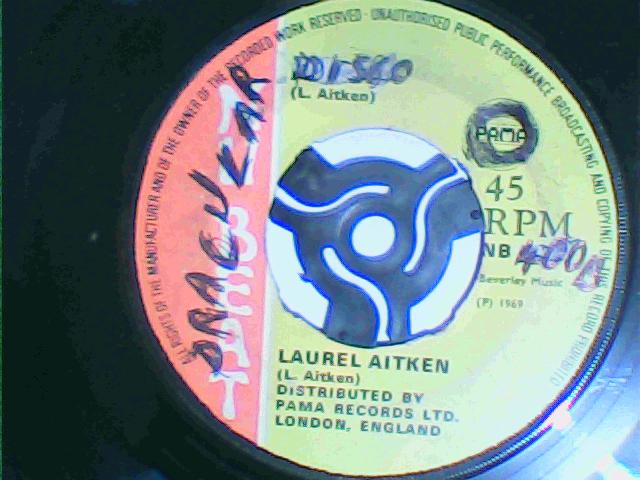 ALL RIGHTS OF THE MANUFACTURER AND OF THE OWNER OF THE RECORDED WORK RESERVED · UNAUTHORISED PUBLIC PERFORMANCE BROADCASTING AND COPYING OF THIS RECORD PROHIBITED
DISCO
(L. Aitken)
NU BEAT
PAMA
45
RPM
NB
Beverley Music
(P) 1969
LAUREL AITKEN
(L. Aitken)
DISTRIBUTED BY
PAMA RECORDS LTD.
LONDON, ENGLAND